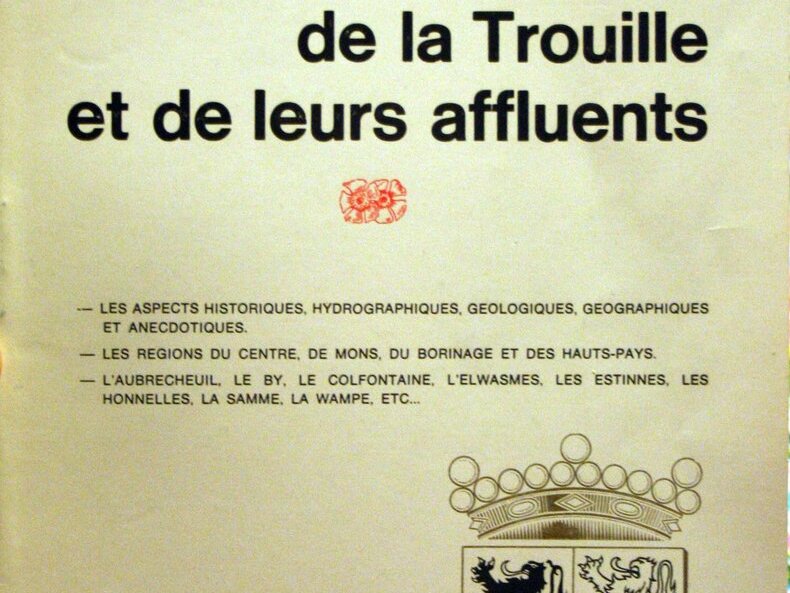 de la Trouille
et de leurs affluents
— LES ASPECTS HISTORIQUES, HYDROGRAPHIQUES, GEOLOGIQUES, GEOGRAPHIQUES
ET ANECDOTIQUES.
— LES REGIONS DU CENTRE, DE MONS, DU BORINAGE ET DES HAUTS-PAYS.
— L'AUBRECHEUIL, LE BY, LE COLFONTAINE, L'ELWASMES, LES ESTINNES, LES
HONNELLES, LA SAMME, LA WAMPE, ETC...